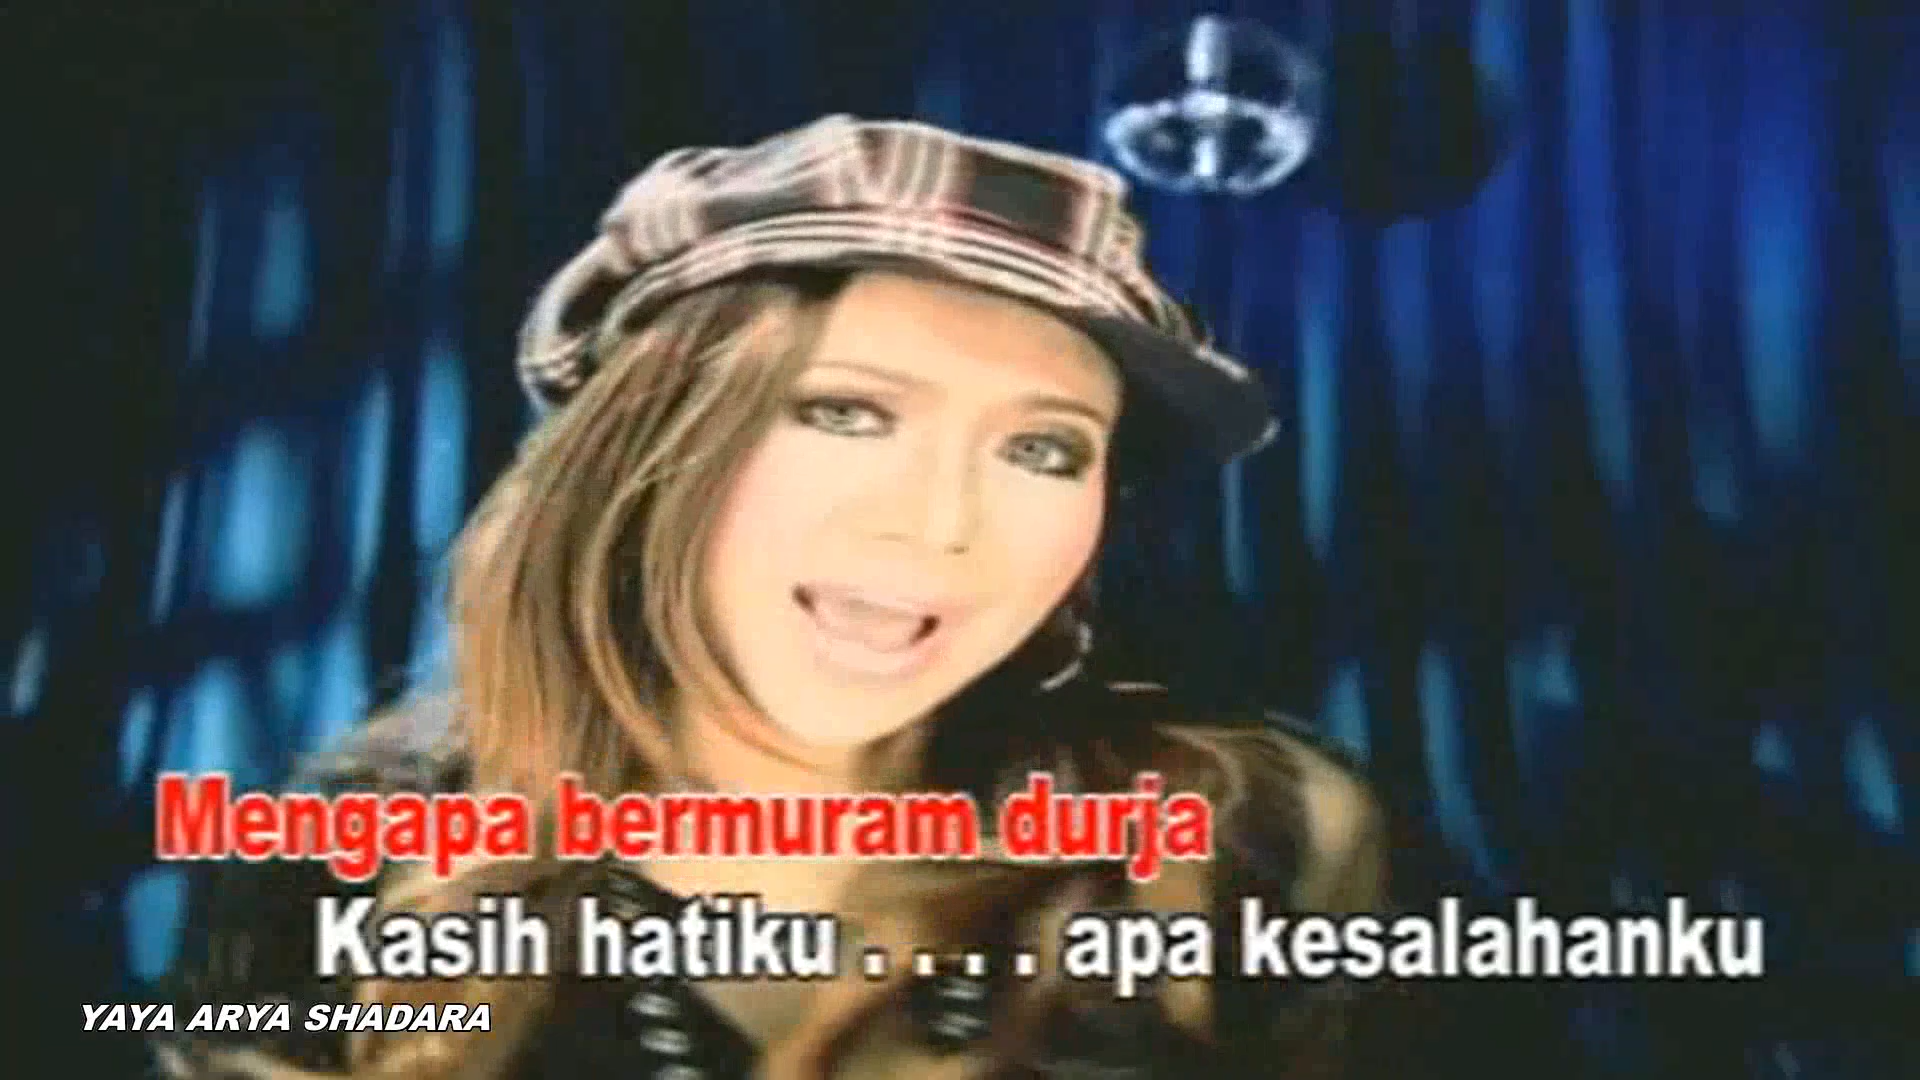 Mengapa bermuram durja
Kasih hatiku . . . . apa kesalahanku
YAYA ARYA SHADARA